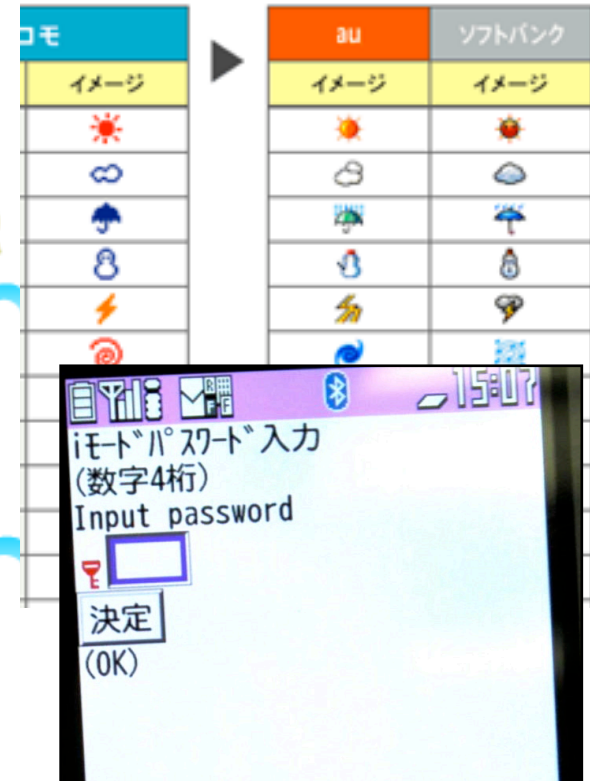 コモ
au
ソフトバンク
イメージ
イメージ
イメージ
15:07
iモード パスワード 入力
(数字4桁)
Input password
決定
(OK)